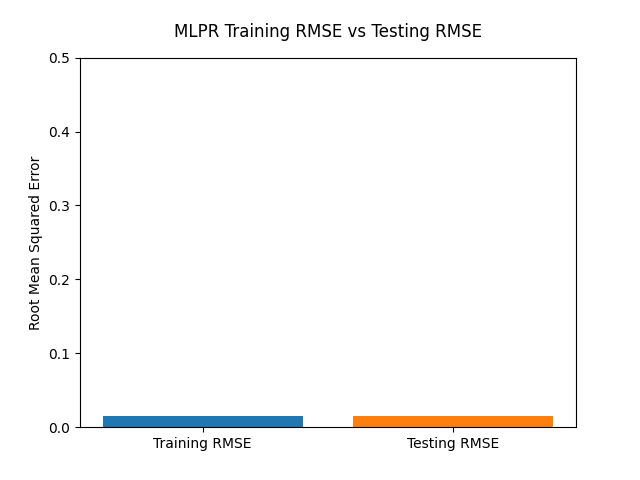 MLPR Training RMSE vs Testing RMSE
0.5
0.4
0.3
0.2
0.1
0.0
Root Mean Squared Error
Training RMSE
Testing RMSE